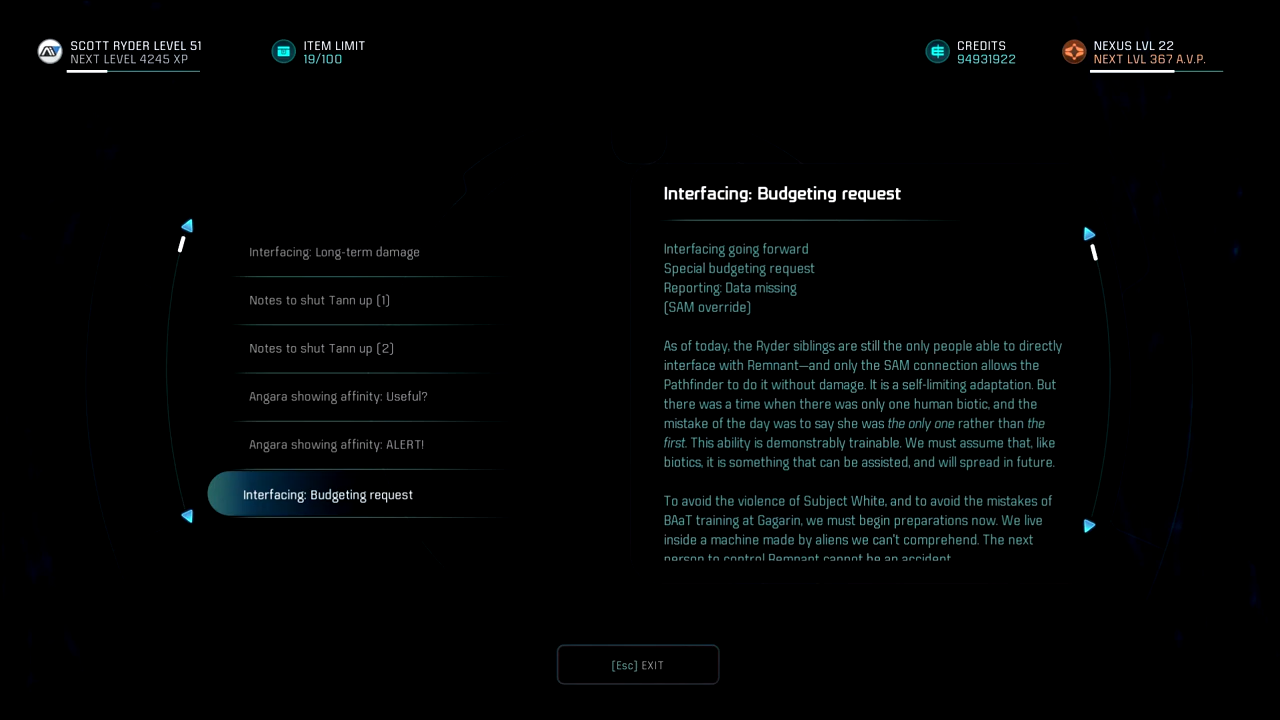 SCOTT RYDER LEVEL 51
NEXT LEVEL 4245 XP
ITEM LIMIT
19/100
CREDITS
94931922
NEXUS LVL 22
NEXT LVL 367 A.V.P.
Interfacing: Long-term damage
Notes to shut Tann up (1)
Notes to shut Tann up (2)
Angara showing affinity: Useful?
Angara showing affinity: ALERT!
Interfacing: Budgeting request
Interfacing: Budgeting request
Interfacing going forward
Special budgeting request
Reporting: Data missing
(SAM override)
As of today, the Ryder siblings are still the only people able to directly
interface with Remnant—and only the SAM connection allows the
Pathfinder to do it without damage. It is a self-limiting adaptation. But
there was a time when there was only one human biotic, and the
mistake of the day was to say she was the only one rather than the
first. This ability is demonstrably trainable. We must assume that, like
biotics, it is something that can be assisted, and will spread in future.
To avoid the violence of Subject White, and to avoid the mistakes of
BAaT training at Gagarin, we must begin preparations now. We live
inside a machine made by aliens we can't comprehend. The next
person to control Remnant cannot be an accident.
[Esc] EXIT